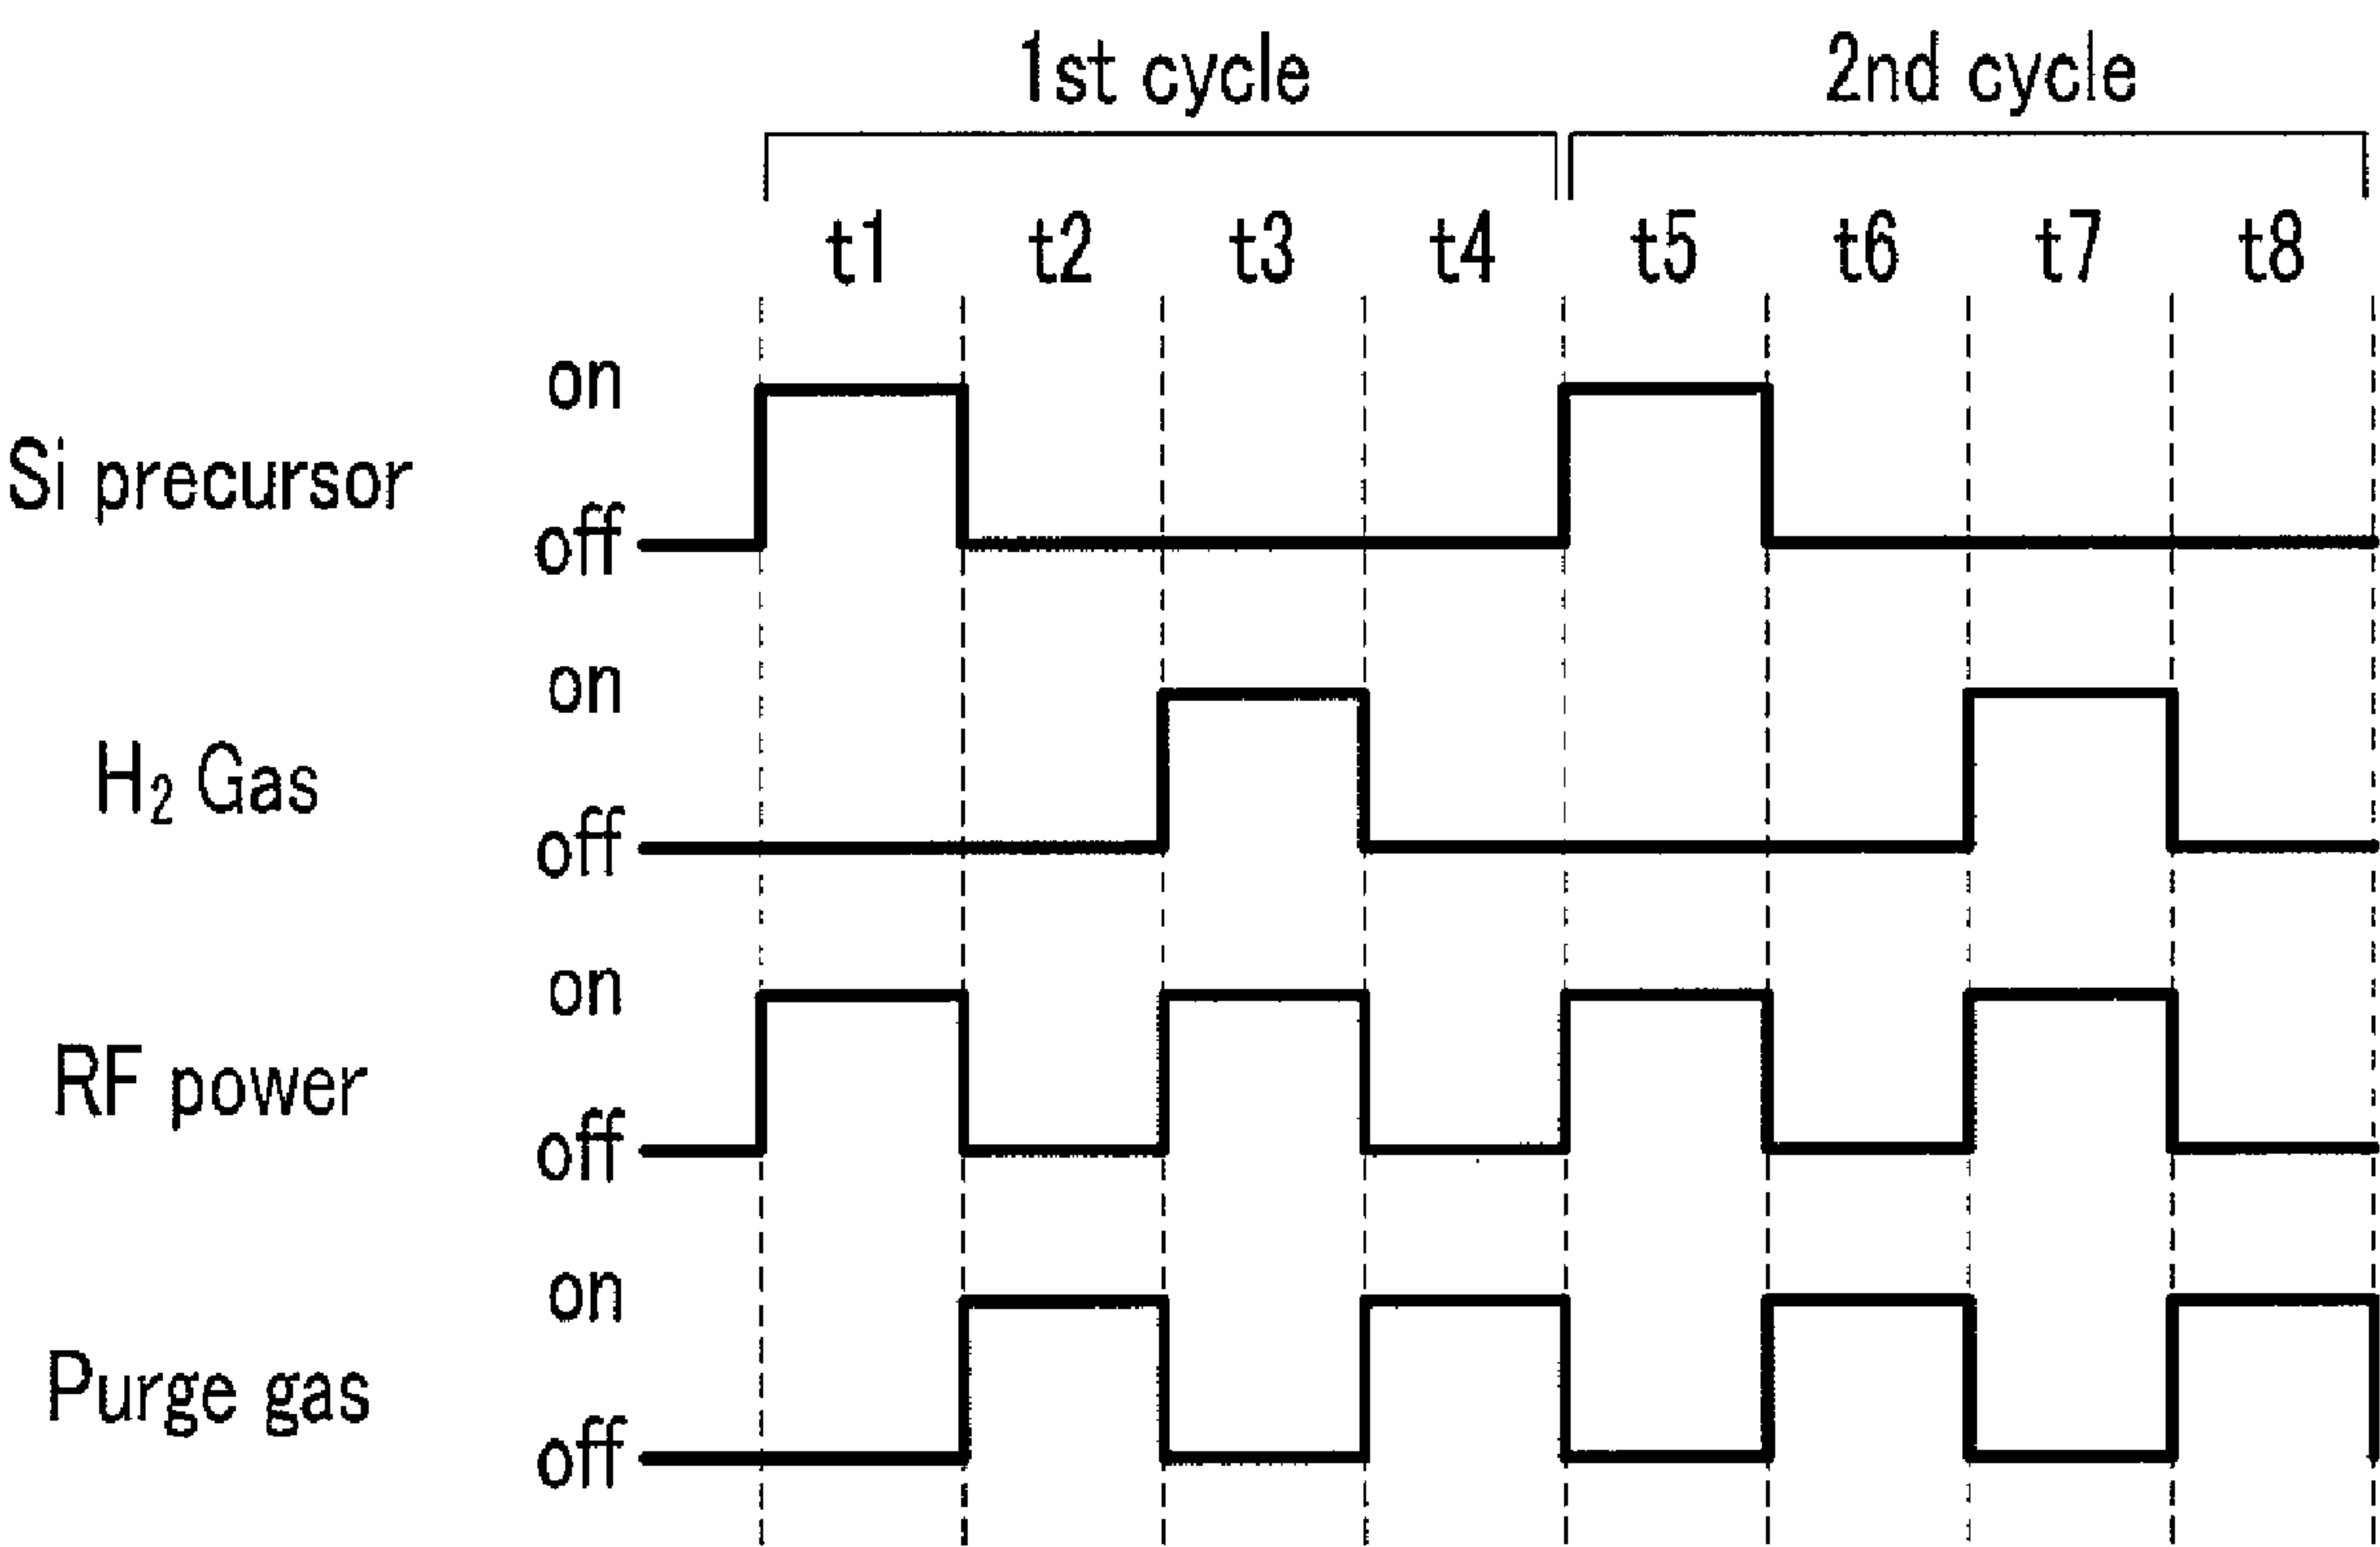 1st cycle 2nd cycle
t1 t2 t3 t4 t5 t6 t7 t8
on
Si precursor
off
on
H₂ Gas
off
on
RF power
off
on
Purge gas
off